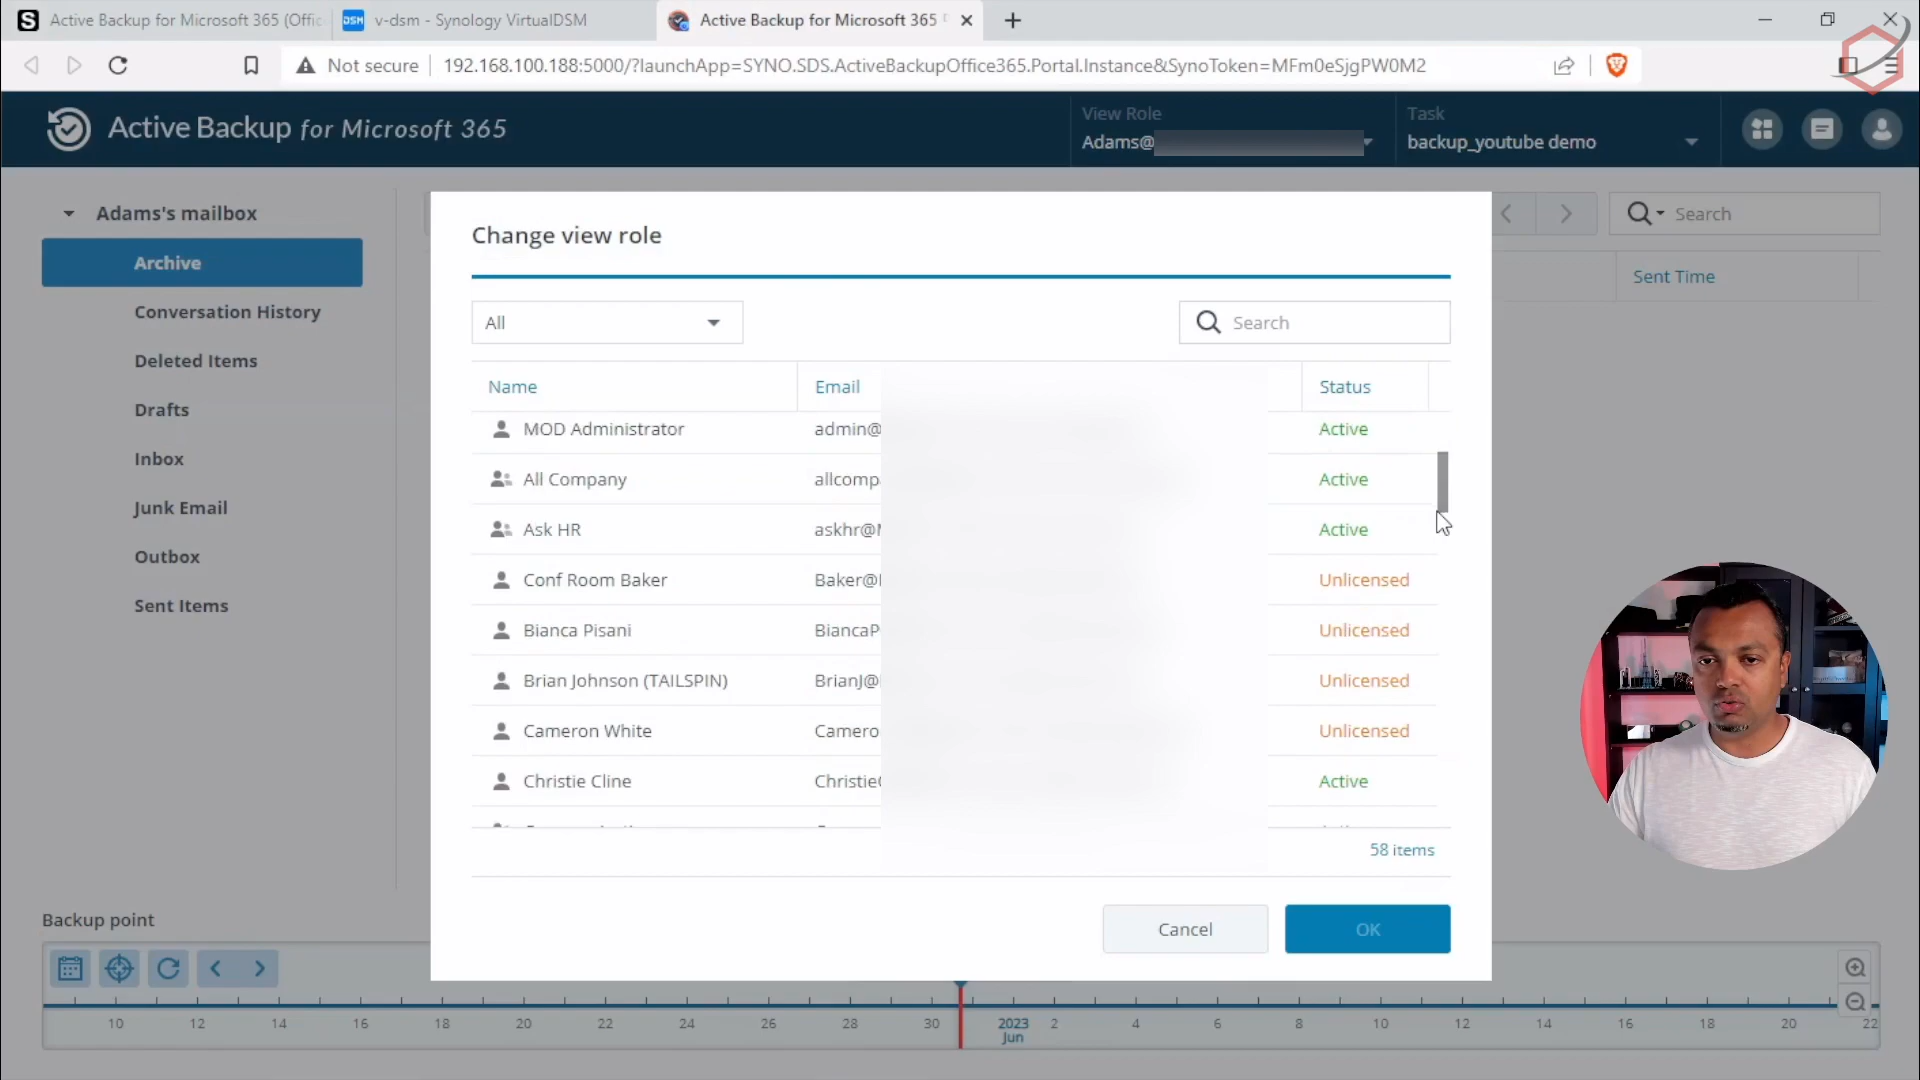 Active Backup for Microsoft 365 (Offic
DSM v-dsm - Synology VirtualDSM
Active Backup for Microsoft 365
Not secure
192.168.100.188:5000/?launchApp=SYNO.SDS.ActiveBackupOffice365.Portal.Instance&SynoToken=MFm0eSjgPW0M2
Active Backup for Microsoft 365
View Role
Adams@
Task
backup_youtube demo
Adams's mailbox
Archive
Conversation History
Deleted Items
Drafts
Inbox
Junk Email
Outbox
Sent Items
Search
Sent Time
Change view role
All
Search
Name Email Status
MOD Administrator admin@ Active
All Company allcomp Active
Ask HR askhr@ Active
Conf Room Baker Baker@ Unlicensed
Bianca Pisani BiancaP Unlicensed
Brian Johnson (TAILSPIN) BrianJ@ Unlicensed
Cameron White Camero Unlicensed
Christie Cline Christie Active
58 items
Cancel OK
Backup point
10 12 14 16 18 20 22 24 26 28 30 2023 2 4 6 8 10 12 14 16 18 20 22
Jun